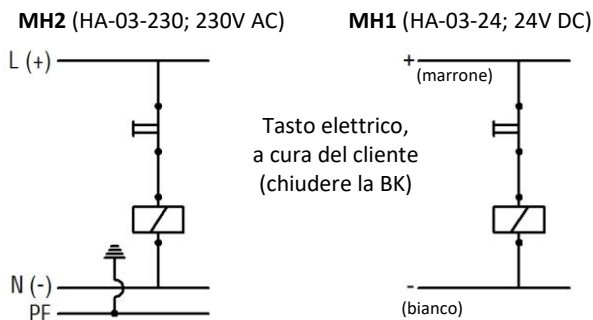 MH2 (HA-03-230; 230V AC)
MH1 (HA-03-24; 24V DC)
L (+)
+
(marrone)
Tasto elettrico,
a cura del cliente
(chiudere la BK)
N (-)
PE
-
(bianco)